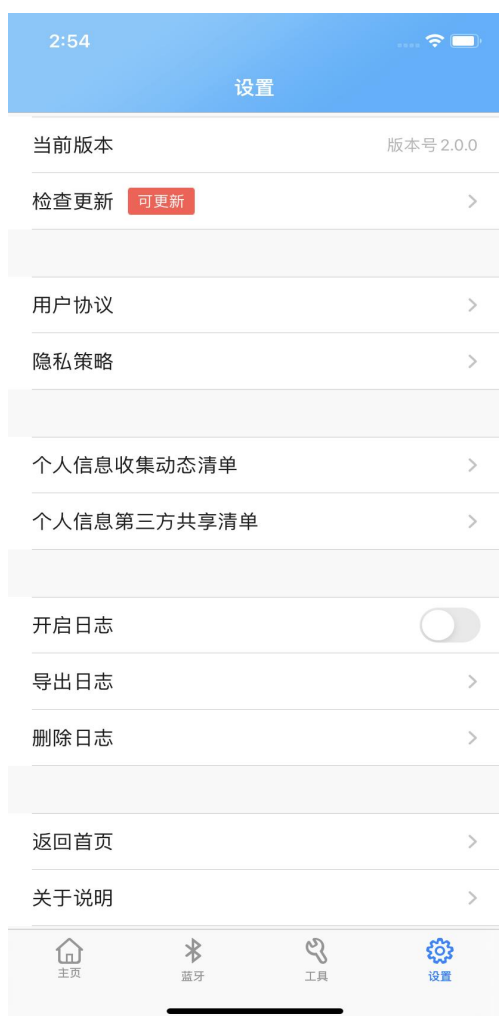 2:54
设置
当前版本 版本号2.0.0
检查更新 可更新
用户协议
隐私策略
个人信息收集动态清单
个人信息第三方共享清单
开启日志
导出日志
删除日志
返回首页
关于说明
主页 蓝牙 工具 设置